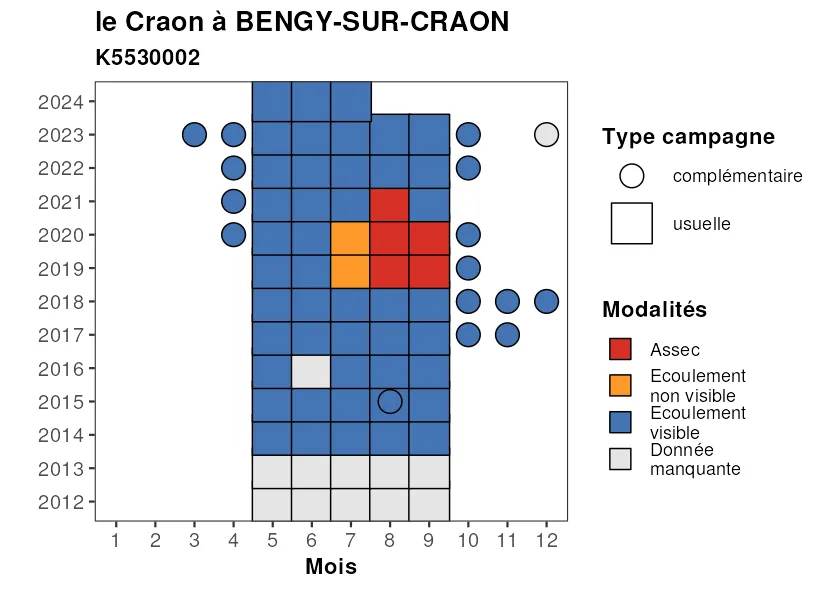 le Craon à BENGY-SUR-CRAON
K5530002
2024
2023
2022
2021
2020
2019
2018
2017
2016
2015
2014
2013
2012
1 2 3 4 5 6 7 8 9 10 11 12
Mois
Type campagne
complémentaire
usuelle
Modalités
Assec
Ecoulement
non visible
Ecoulement
visible
Donnée
manquante